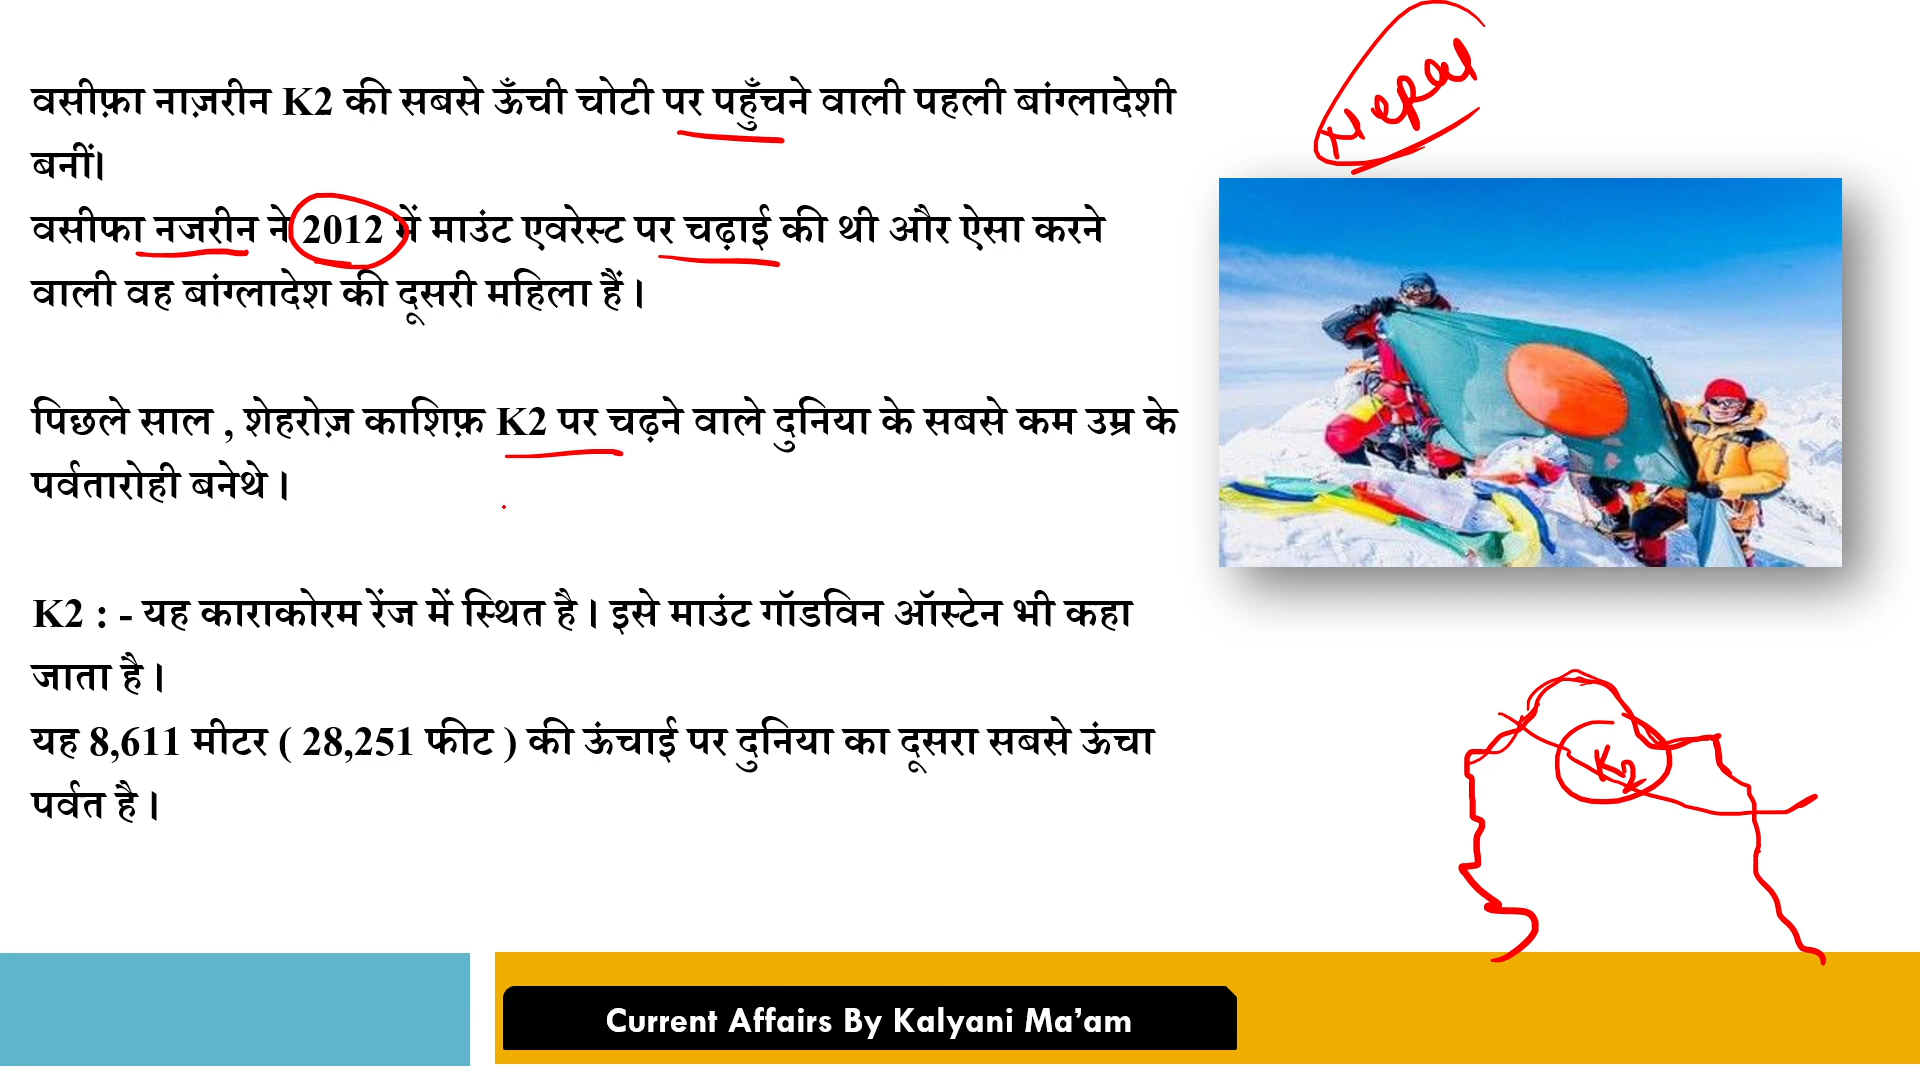 वसीफ़ा नाज़रीन K2 की सबसे ऊँची चोटी पर पहुँचने वाली पहली बांग्लादेशी
बनीं।
वसीफा नजरीन ने 2012 में माउंट एवरेस्ट पर चढ़ाई की थी और ऐसा करने
वाली वह बांग्लादेश की दूसरी महिला हैं।
पिछले साल , शेहरोज़ काशिफ़ K2 पर चढ़ने वाले दुनिया के सबसे कम उम्र के
पर्वतारोही बनेथे।
K2 : - यह काराकोरम रेंज में स्थित है। इसे माउंट गॉडविन ऑस्टेन भी कहा
जाता है।
यह 8,611 मीटर ( 28,251 फीट ) की ऊंचाई पर दुनिया का दूसरा सबसे ऊंचा
पर्वत है।
Nepal
K2
Current Affairs By Kalyani Ma’am